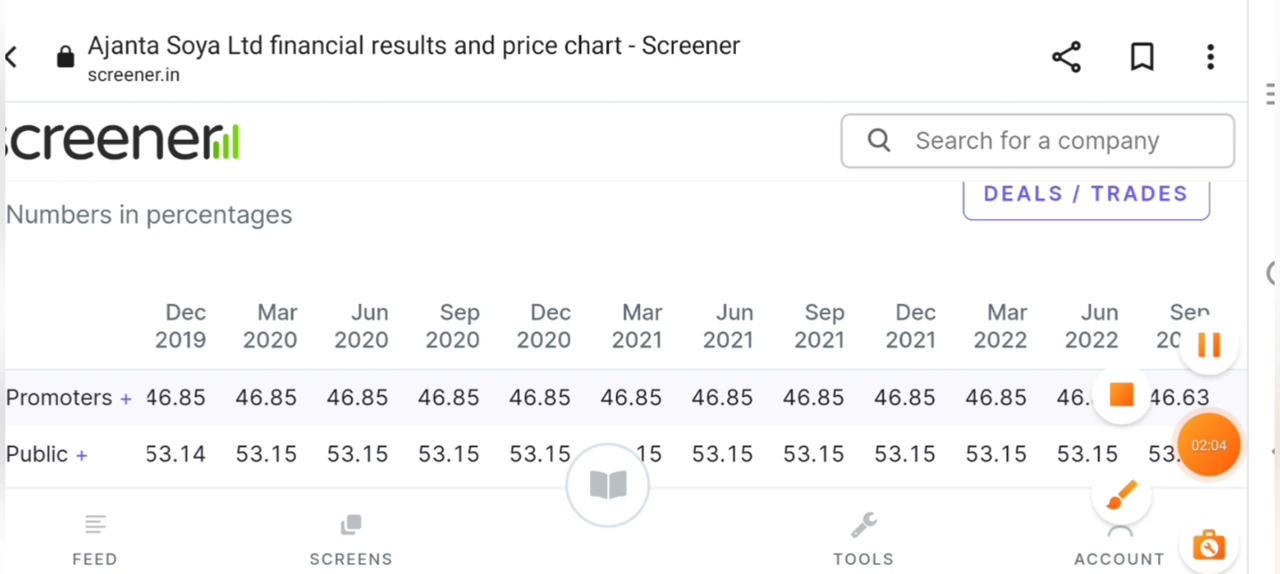 Ajanta Soya Ltd financial results and price chart - Screener
screener.in
screener
Search for a company
DEALS / TRADES
Numbers in percentages
Dec Mar Jun Sep Dec Mar Jun Sep Dec Mar Jun Sep
2019 2020 2020 2020 2020 2021 2021 2021 2021 2022 2022
Promoters + 46.85 46.85 46.85 46.85 46.85 46.85 46.85 46.85 46.85 46.85 46.63
Public + 53.14 53.15 53.15 53.15 53.15 53.15 53.15 53.15 53.15 53.15
02:04
FEED SCREENS TOOLS ACCOUNT